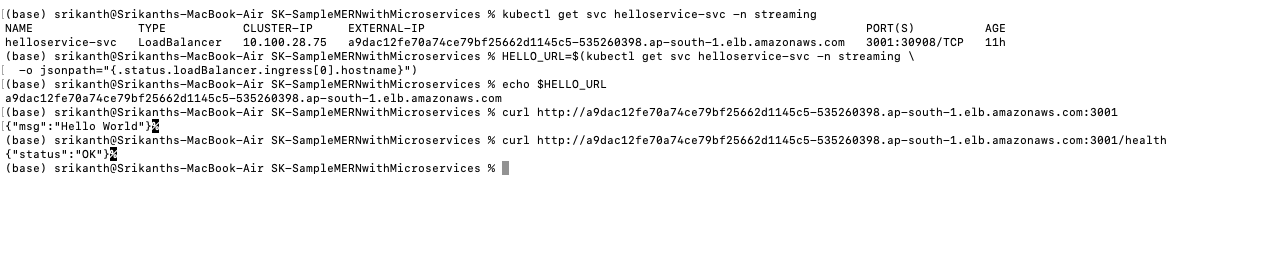 (base) srikanth@Srikanths-MacBook-Air SK-SampleMERNwithMicroservices % kubectl get svc helloservice-svc -n streaming
NAME TYPE CLUSTER-IP EXTERNAL-IP PORT(S) AGE
helloservice-svc LoadBalancer 10.100.28.75 a9dac12fe70a74ce79bf25662d1145c5-535260398.ap-south-1.elb.amazonaws.com 3001:30908/TCP 11h
(base) srikanth@Srikanths-MacBook-Air SK-SampleMERNwithMicroservices % HELLO_URL=$(kubectl get svc helloservice-svc -n streaming \
-o jsonpath="{.status.loadBalancer.ingress[0].hostname}")
(base) srikanth@Srikanths-MacBook-Air SK-SampleMERNwithMicroservices % echo $HELLO_URL
a9dac12fe70a74ce79bf25662d1145c5-535260398.ap-south-1.elb.amazonaws.com
(base) srikanth@Srikanths-MacBook-Air SK-SampleMERNwithMicroservices % curl http://a9dac12fe70a74ce79bf25662d1145c5-535260398.ap-south-1.elb.amazonaws.com:3001
{"msg":"Hello World"}%
(base) srikanth@Srikanths-MacBook-Air SK-SampleMERNwithMicroservices % curl http://a9dac12fe70a74ce79bf25662d1145c5-535260398.ap-south-1.elb.amazonaws.com:3001/health
{"status":"OK"}%
(base) srikanth@Srikanths-MacBook-Air SK-SampleMERNwithMicroservices %